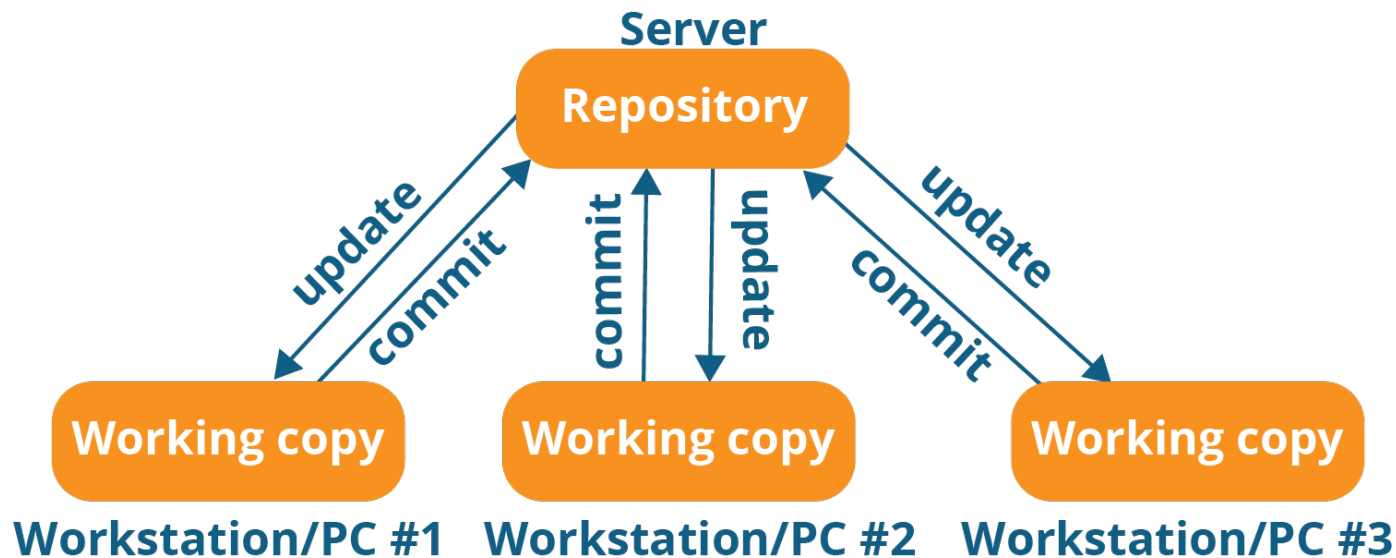 Server
Repository
update
commit
commit
update
commit
update
Working copy
Working copy
Working copy
Workstation/PC #1
Workstation/PC #2
Workstation/PC #3